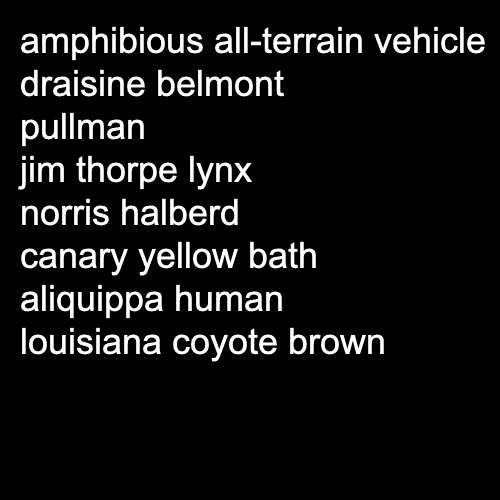 amphibious all-terrain vehicle
draisine belmont
pullman
jim thorpe lynx
norris halberd
canary yellow bath
aliquippa human
louisiana coyote brown